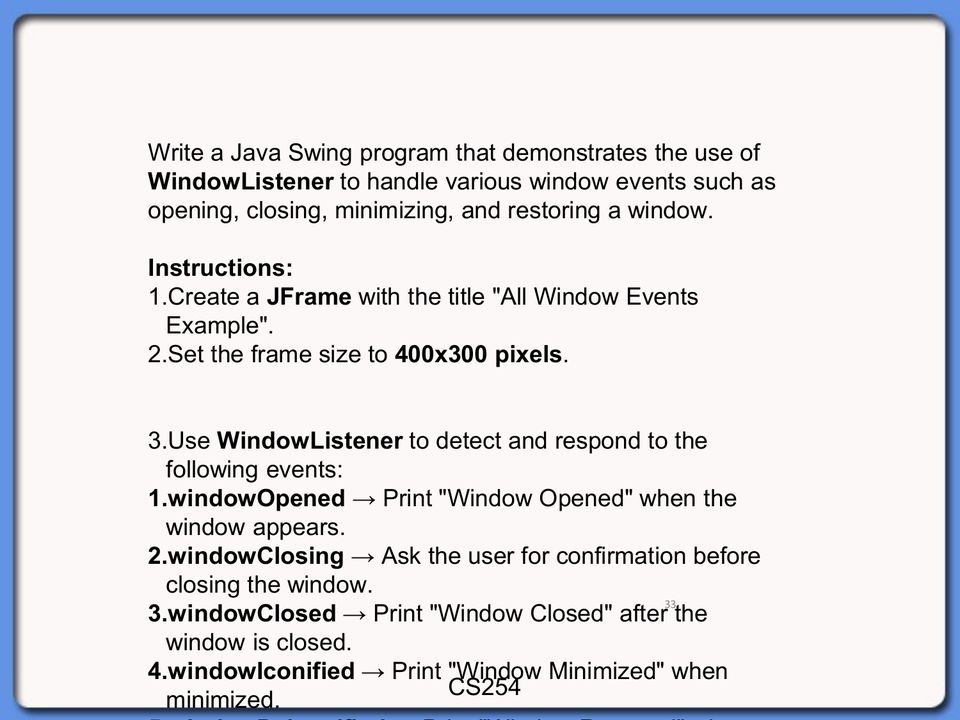 Write a Java Swing program that demonstrates the use of
WindowListener to handle various window events such as
opening, closing, minimizing, and restoring a window.
Instructions:
1.Create a JFrame with the title "All Window Events
Example".
2.Set the frame size to 400x300 pixels.
3.Use WindowListener to detect and respond to the
following events:
1.windowOpened → Print "Window Opened" when the
window appears.
2.windowClosing → Ask the user for confirmation before
closing the window.
33
3.windowClosed → Print "Window Closed" after the
window is closed.
4.windowIconified → Print "Window Minimized" when
CS254
minimized.